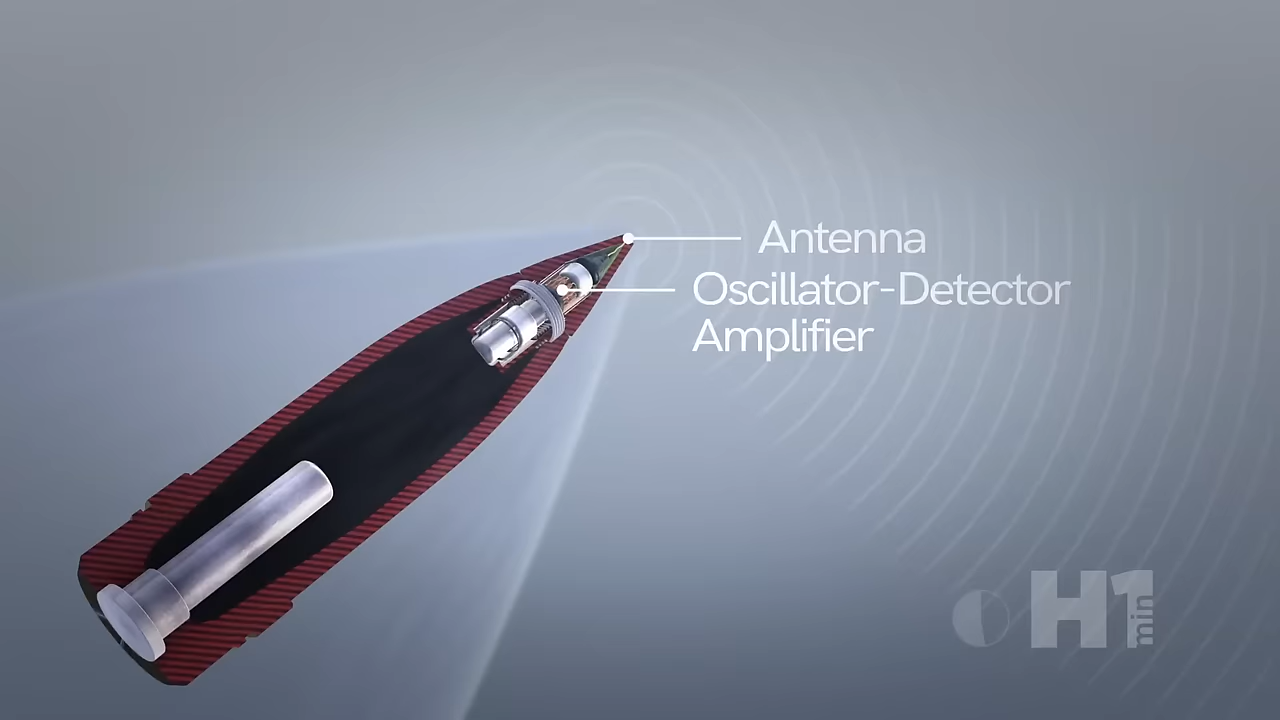 Antenna
Oscillator-Detector
Amplifier
H1
min